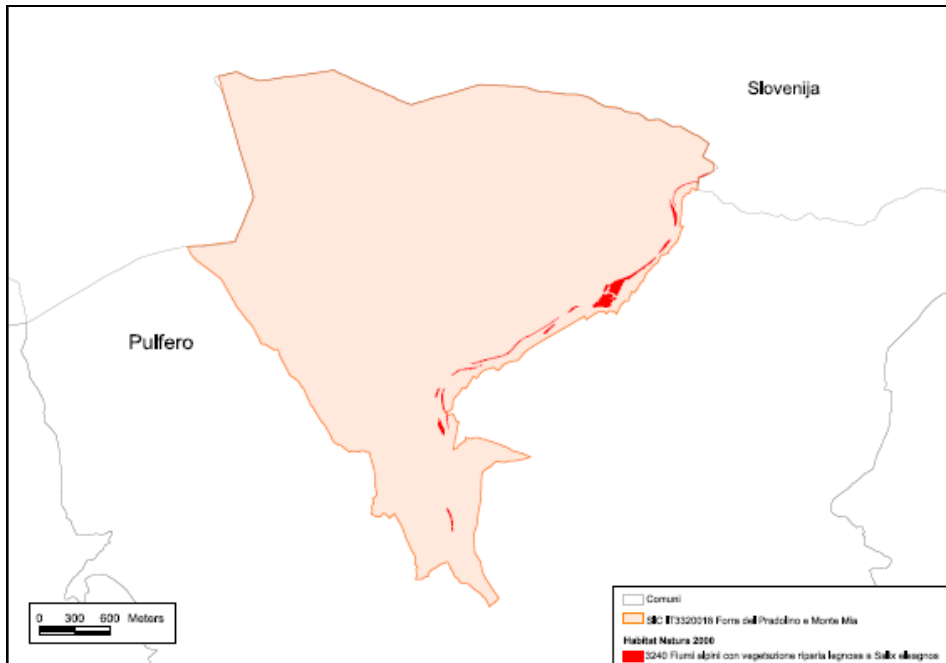 Slovenija
Pulfero
0 300 600 Meters
Comuni
SIC IT3320018 Forra del Pradolino e Monte Mia
Habitat Natura 2000
3240 Fiumi alpini con vegetazione riparia legnosa a Salix eleagnos